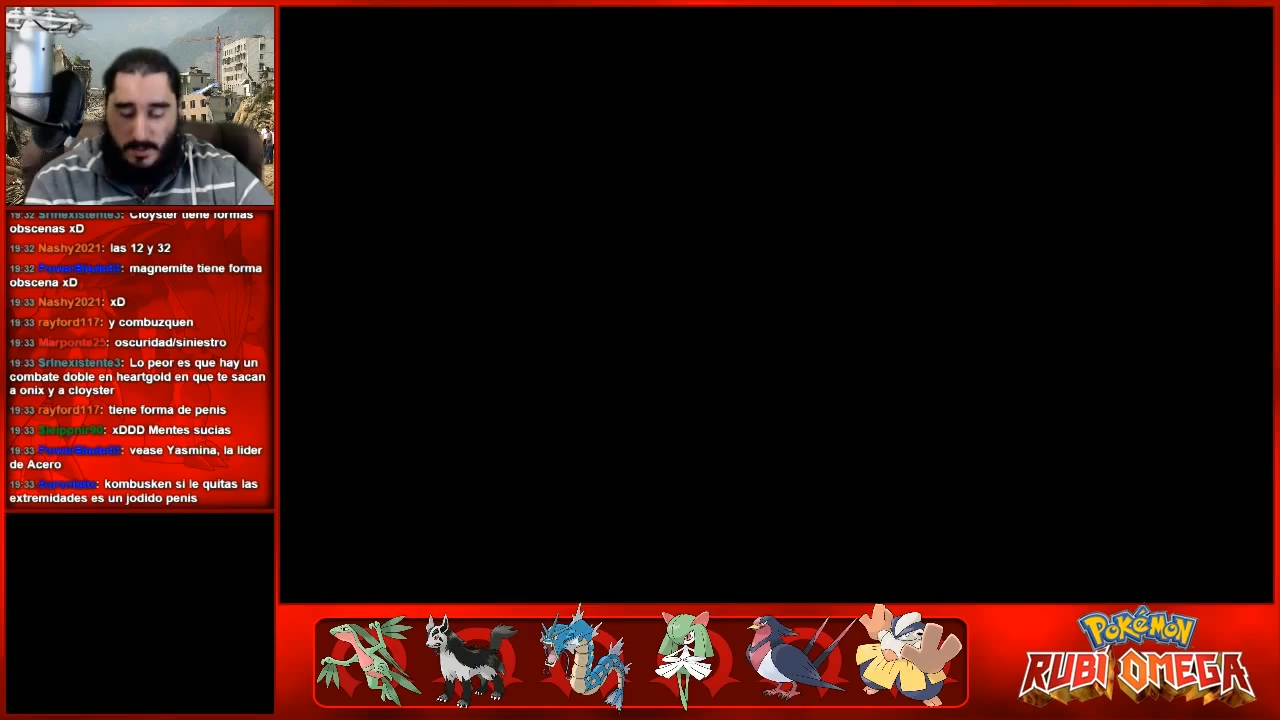 19:32 SrInexistente3: Cloyster tiene formas
obscenas xD
19:32 Nashy2021: las 12 y 32
19:32 magnemite tiene forma
obscena xD
19:33 Nashy2021: xD
19:33 rayford117: y combuzquen
19:33 Marponte25: oscuridad/siniestro
19:33 SrInexistente3: Lo peor es que hay un
combate doble en heartgold en que te sacan
a onix y a cloyster
19:33 rayford117: tiene forma de penis
19:33 xDDD Mentes sucias
19:33 vease Yasmina, la lider
de Acero
19:33 kombusken si le quitas las
extremidades es un jodido penis
POKÉMON
RUBI OMEGA